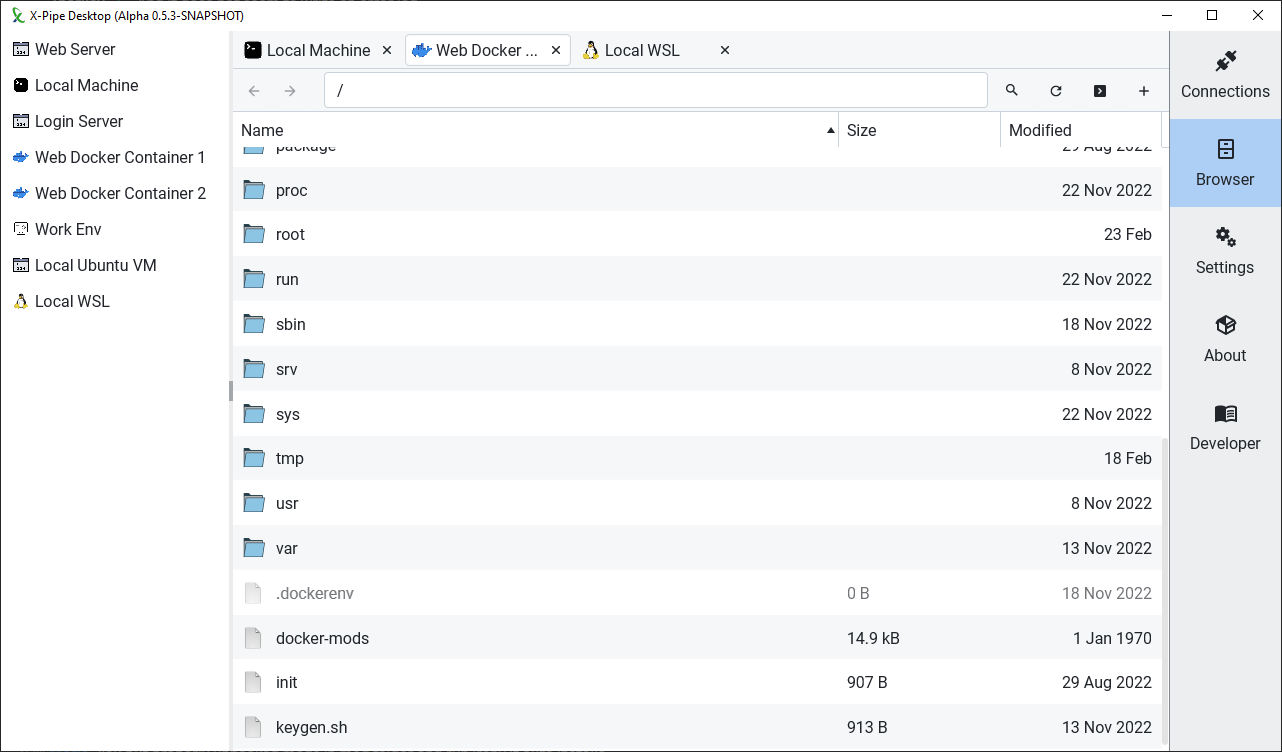 X-Pipe Desktop (Alpha 0.5.3-SNAPSHOT)
Web Server
Local Machine
Login Server
Web Docker Container 1
Web Docker Container 2
Work Env
Local Ubuntu VM
Local WSL
Local Machine
Web Docker ...
Local WSL
/
Name Size Modified
package 29 Aug 2022
proc 22 Nov 2022
root 23 Feb
run 22 Nov 2022
sbin 18 Nov 2022
srv 8 Nov 2022
sys 22 Nov 2022
tmp 18 Feb
usr 8 Nov 2022
var 13 Nov 2022
.dockerenv 0 B 18 Nov 2022
docker-mods 14.9 kB 1 Jan 1970
init 907 B 29 Aug 2022
keygen.sh 913 B 13 Nov 2022
Connections
Browser
Settings
About
Developer